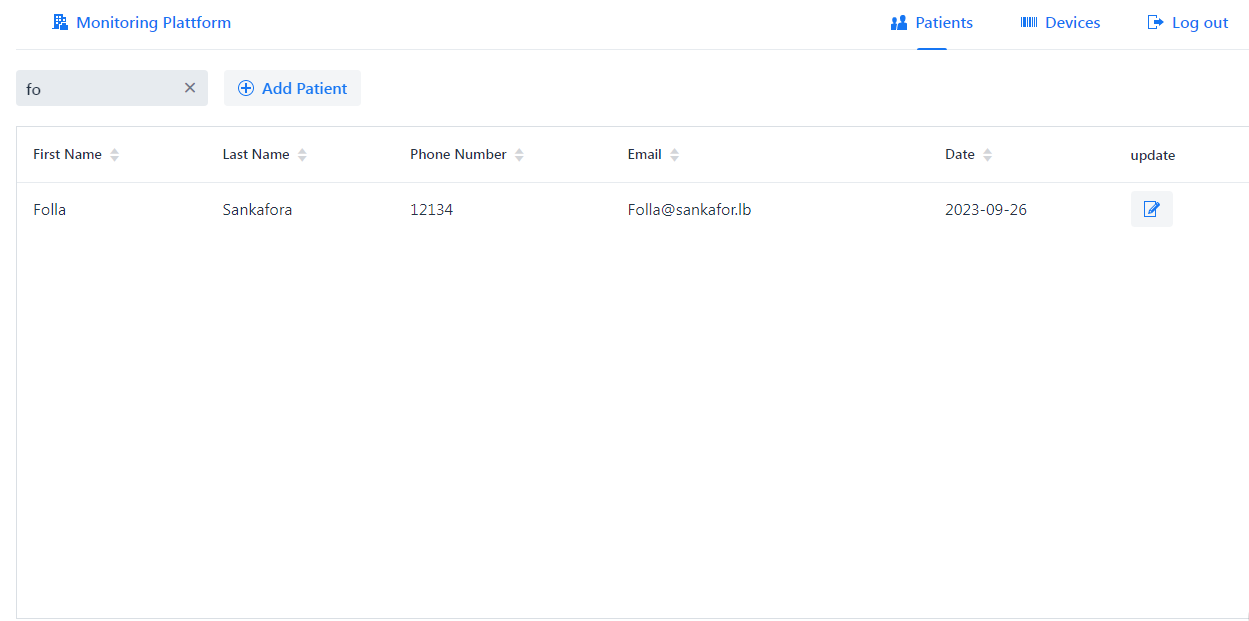 Monitoring Plattform Patients Devices Log out
fo Add Patient
First Name Last Name Phone Number Email Date update
Folla Sankafora 12134 Folla@sankafor.lb 2023-09-26